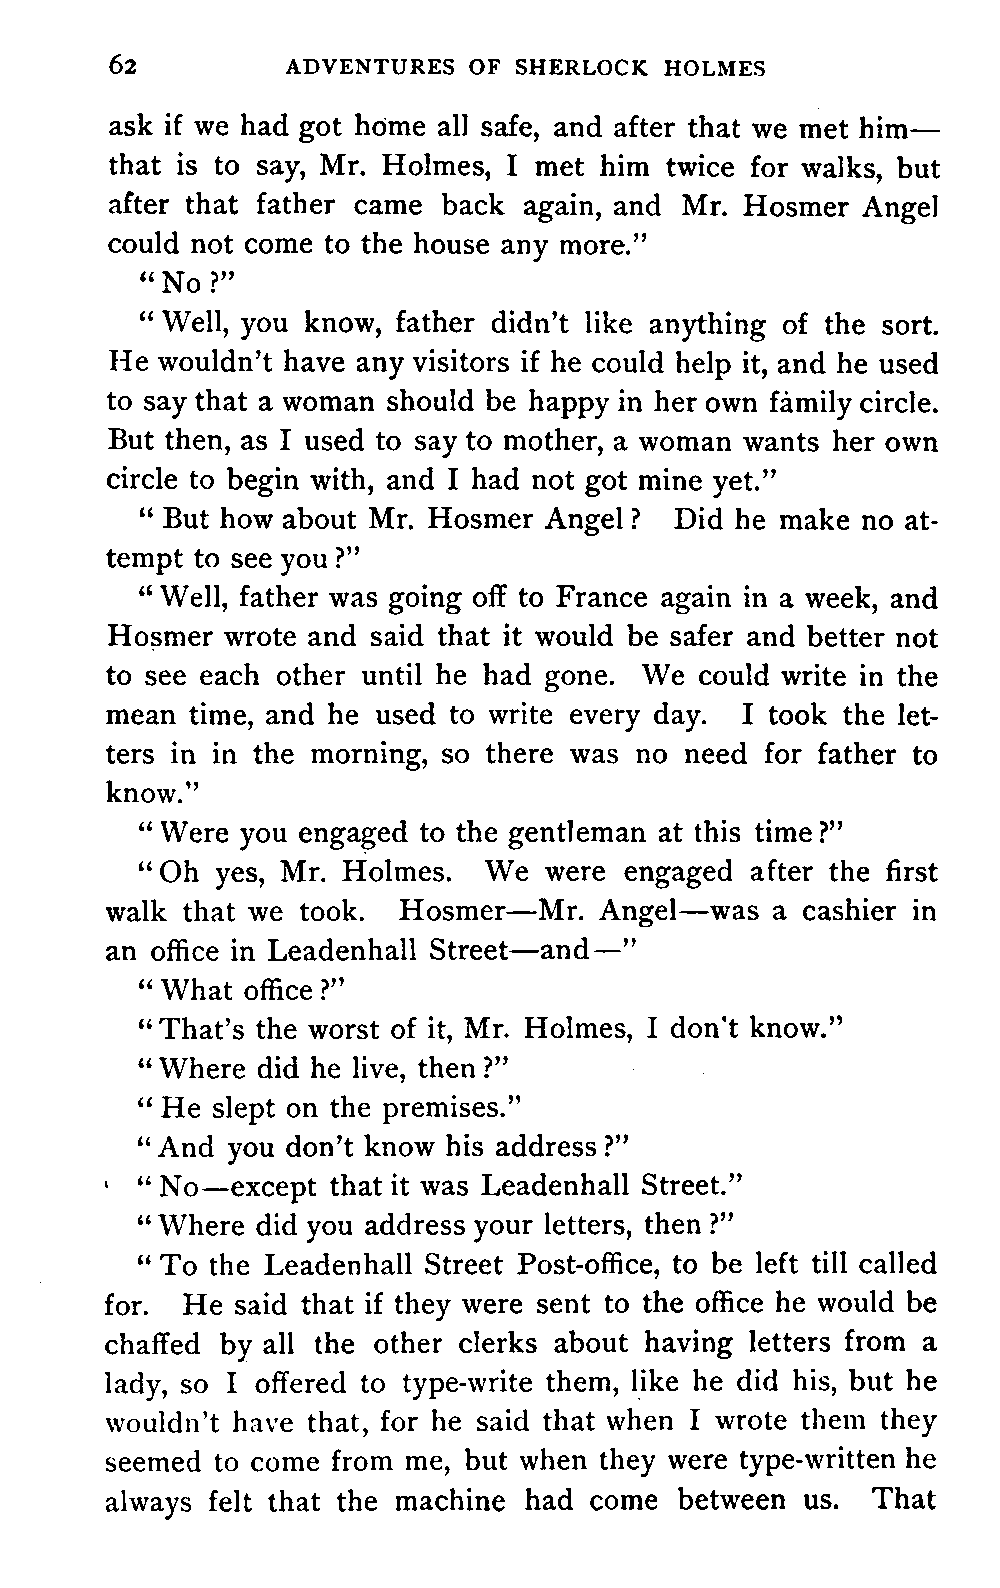 62 ADVENTURES OF SHERLOCK HOLMES
ask if we had got home all safe, and after that we met him—
that is to say, Mr. Holmes, I met him twice for walks, but
after that father came back again, and Mr. Hosmer Angel
could not come to the house any more.”
“No?”
“Well, you know, father didn’t like anything of the sort.
He wouldn’t have any visitors if he could help it, and he used
to say that a woman should be happy in her own family circle.
But then, as I used to say to mother, a woman wants her own
circle to begin with, and I had not got mine yet.”
“But how about Mr. Hosmer Angel? Did he make no at-
tempt to see you?”
“Well, father was going off to France again in a week, and
Hosmer wrote and said that it would be safer and better not
to see each other until he had gone. We could write in the
mean time, and he used to write every day. I took the let-
ters in in the morning, so there was no need for father to
know.”
“Were you engaged to the gentleman at this time?”
“Oh yes, Mr. Holmes. We were engaged after the first
walk that we took. Hosmer—Mr. Angel—was a cashier in
an office in Leadenhall Street—and—”
“What office?”
“That’s the worst of it, Mr. Holmes, I don’t know.”
“Where did he live, then?”
“He slept on the premises.”
“And you don’t know his address?”
“No—except that it was Leadenhall Street.”
“Where did you address your letters, then?”
“To the Leadenhall Street Post-office, to be left till called
for. He said that if they were sent to the office he would be
chaffed by all the other clerks about having letters from a
lady, so I offered to type-write them, like he did his, but he
wouldn’t have that, for he said that when I wrote them they
seemed to come from me, but when they were type-written he
always felt that the machine had come between us. That